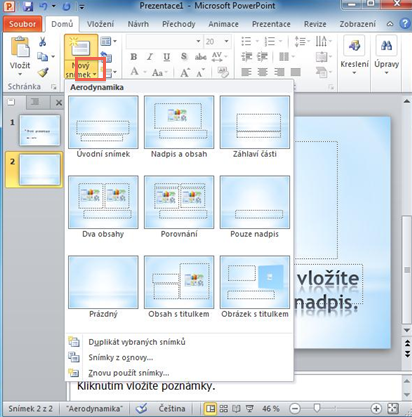 Prezentace1 - Microsoft PowerPoint
Soubor Domů Vložení Návrh Přechody Animace Prezentace Revize Zobrazení
Vložit
Schránka
Nový snímek
20
Kreslení
Úpravy
Aerodynamika
Úvodní snímek Nadpis a obsah Záhlaví části
Dva obsahy Porovnání Pouze nadpis
Prázdný Obsah s titulkem Obrázek s titulkem
Duplikát vybraných snímků
Snímky z osnovy...
Znovu použít snímky...
1
2
vložíte
nadpis.
Kliknutím vložíte poznámky.
Snímek 2 z 2 "Aerodynamika" Čeština 46 %